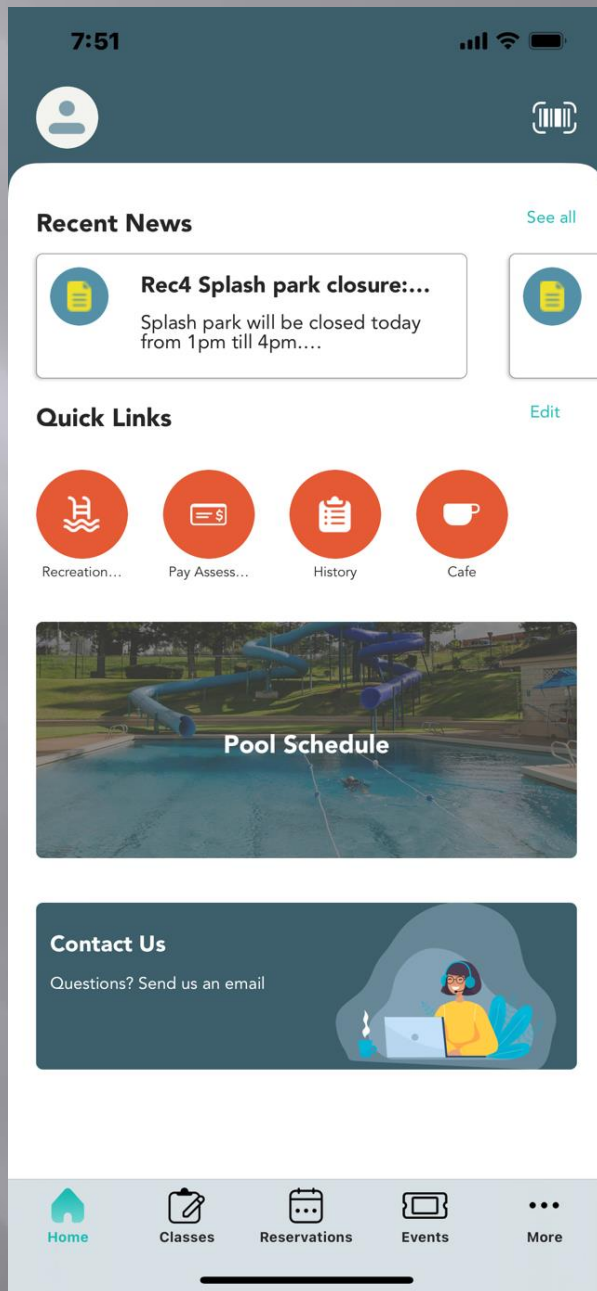 7:51
Recent News
See all
Rec4 Splash park closure:...
Splash park will be closed today
from 1pm till 4pm....
Quick Links
Edit
Recreation...
Pay Assess...
History
Cafe
Pool Schedule
Contact Us
Questions? Send us an email
Home
Classes
Reservations
Events
More